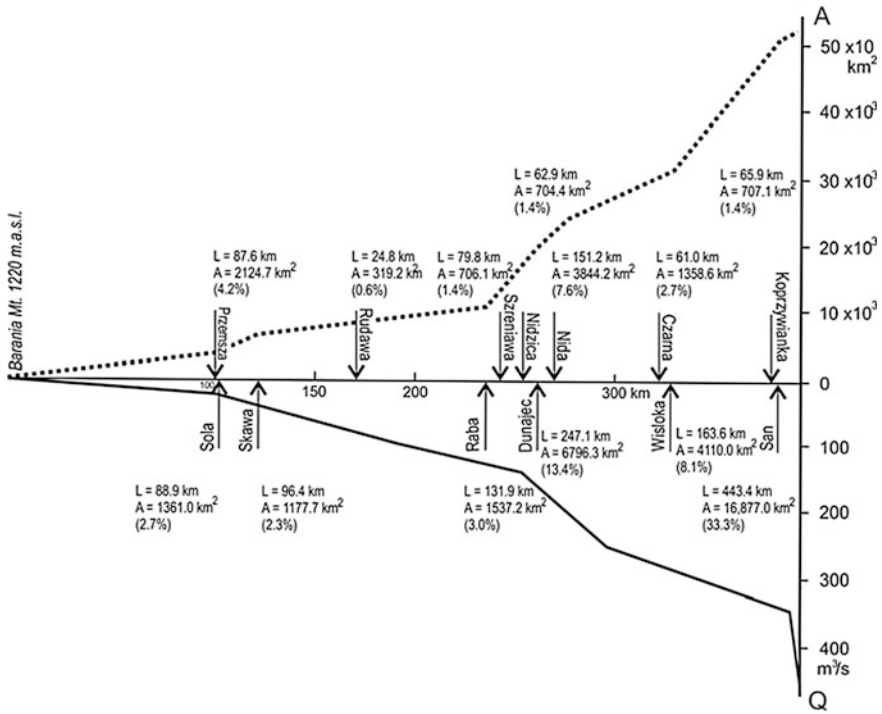 A
50 x10
km²
40 x10³
30 x10³
20 x10³
10 x10³
0
100
200
300
400
m³/s
Q
Barania Mt. 1220 m.a.s.l.
L = 62.9 km
A = 704.4 km²
(1.4%)
L = 65.9 km
A = 707.1 km²
(1.4%)
L = 87.6 km
A = 2124.7 km²
(4.2%)
L = 24.8 km
A = 319.2 km
(0.6%)
L = 79.8 km
A = 706.1 km²
(1.4%)
L = 151.2 km
A = 3844.2 km²
(7.6%)
L = 61.0 km
A = 1358.6 km²
(2.7%)
Przemsza
Rudawa
Szreniawa
Nidzica
Nida
Czarna
Koprzywianka
100
150
200
300 km
Sola
Skawa
Raba
Dunajec
Wisloka
San
L = 247.1 km
A = 6796.3 km²
(13.4%)
L = 163.6 km
A = 4110.0 km²
(8.1%)
L = 88.9 km
A = 1361.0 km²
(2.7%)
L = 96.4 km
A = 1177.7 km²
(2.3%)
L = 131.9 km
A = 1537.2 km²
(3.0%)
L = 443.4 km
A = 16,877.0 km²
(33.3%)